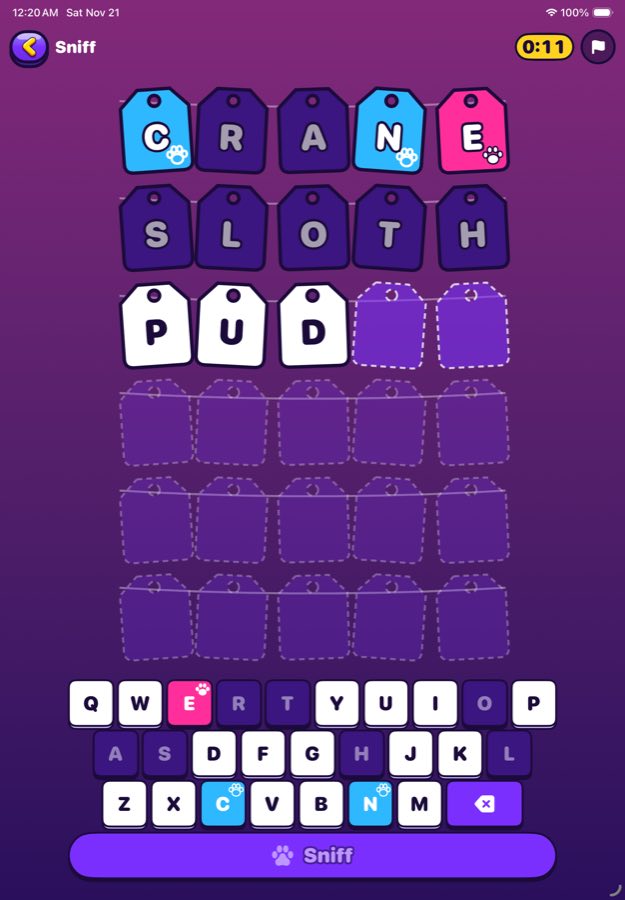 12:20 AM Sat Nov 21 100%
Sniff 0:11
C R A N E
S L O T H
P U D
Q W E R T Y U I O P
A S D F G H J K L
Z X C V B N M
Sniff